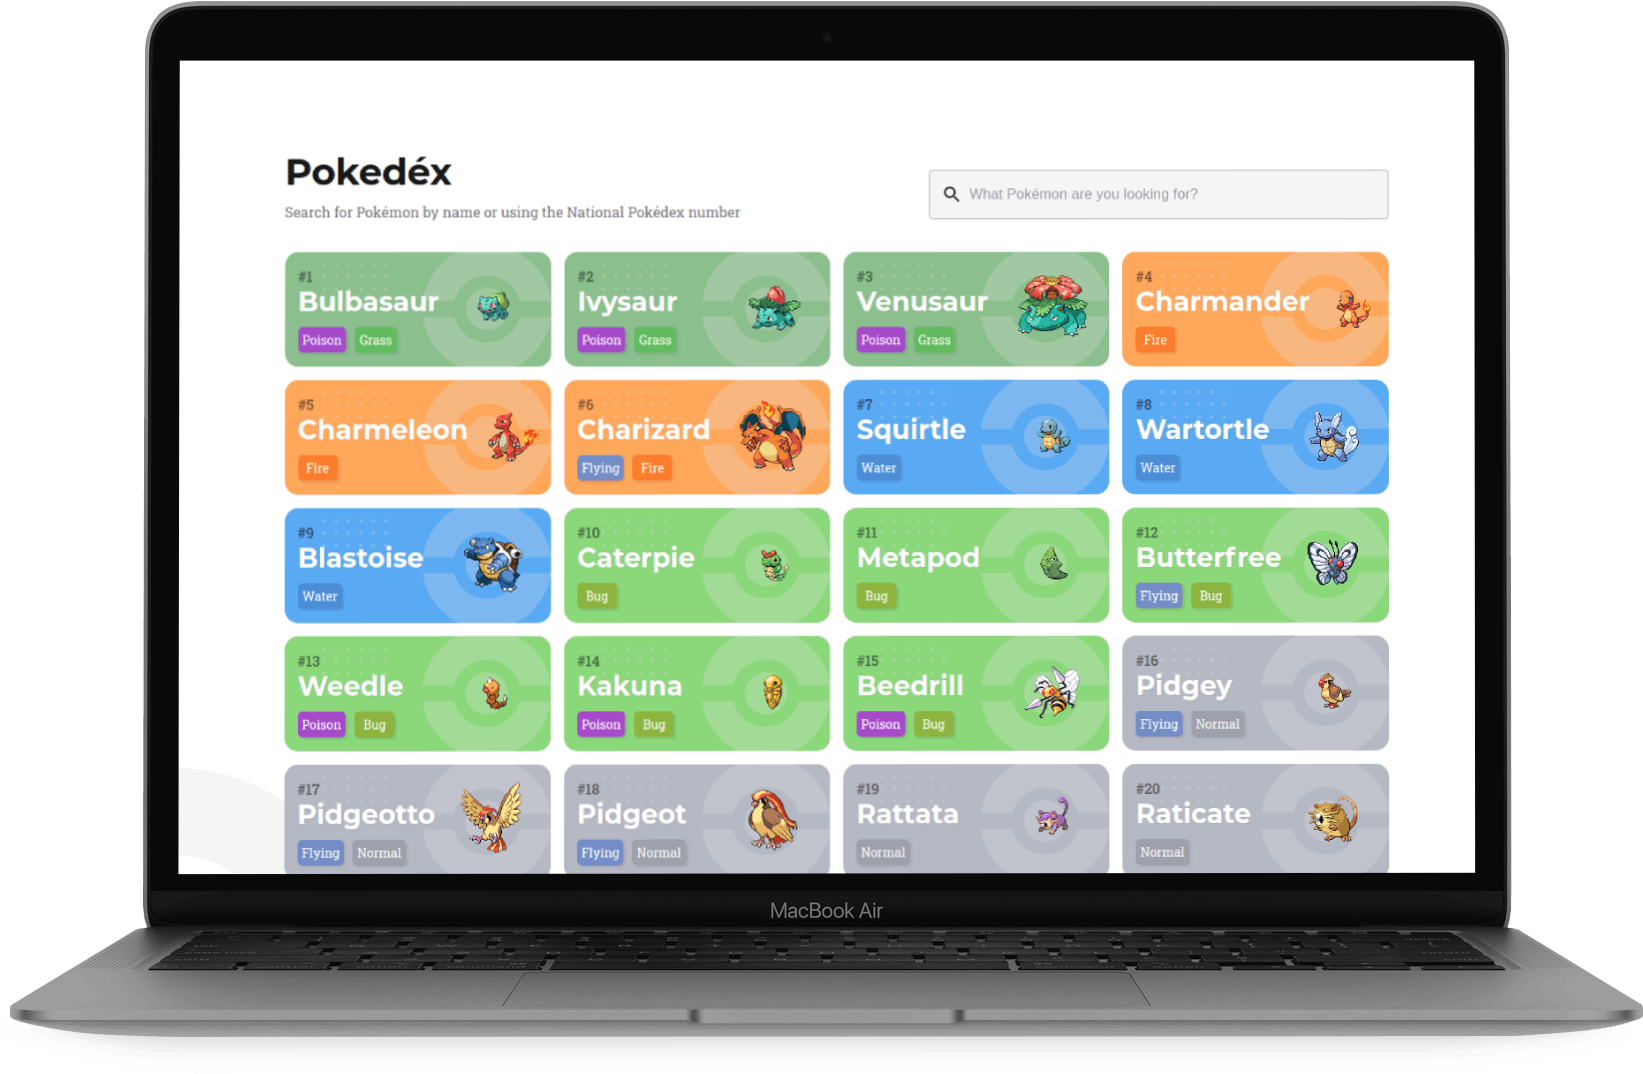 Pokedéx
Search for Pokémon by name or using the National Pokédex number
What Pokémon are you looking for?
#1
Bulbasaur
Poison Grass
#2
Ivysaur
Poison Grass
#3
Venusaur
Poison Grass
#4
Charmander
Fire
#5
Charmeleon
Fire
#6
Charizard
Flying Fire
#7
Squirtle
Water
#8
Wartortle
Water
#9
Blastoise
Water
#10
Caterpie
Bug
#11
Metapod
Bug
#12
Butterfree
Flying Bug
#13
Weedle
Poison Bug
#14
Kakuna
Poison Bug
#15
Beedrill
Poison Bug
#16
Pidgey
Flying Normal
#17
Pidgeotto
Flying Normal
#18
Pidgeot
Flying Normal
#19
Rattata
Normal
#20
Raticate
Normal
MacBook Air